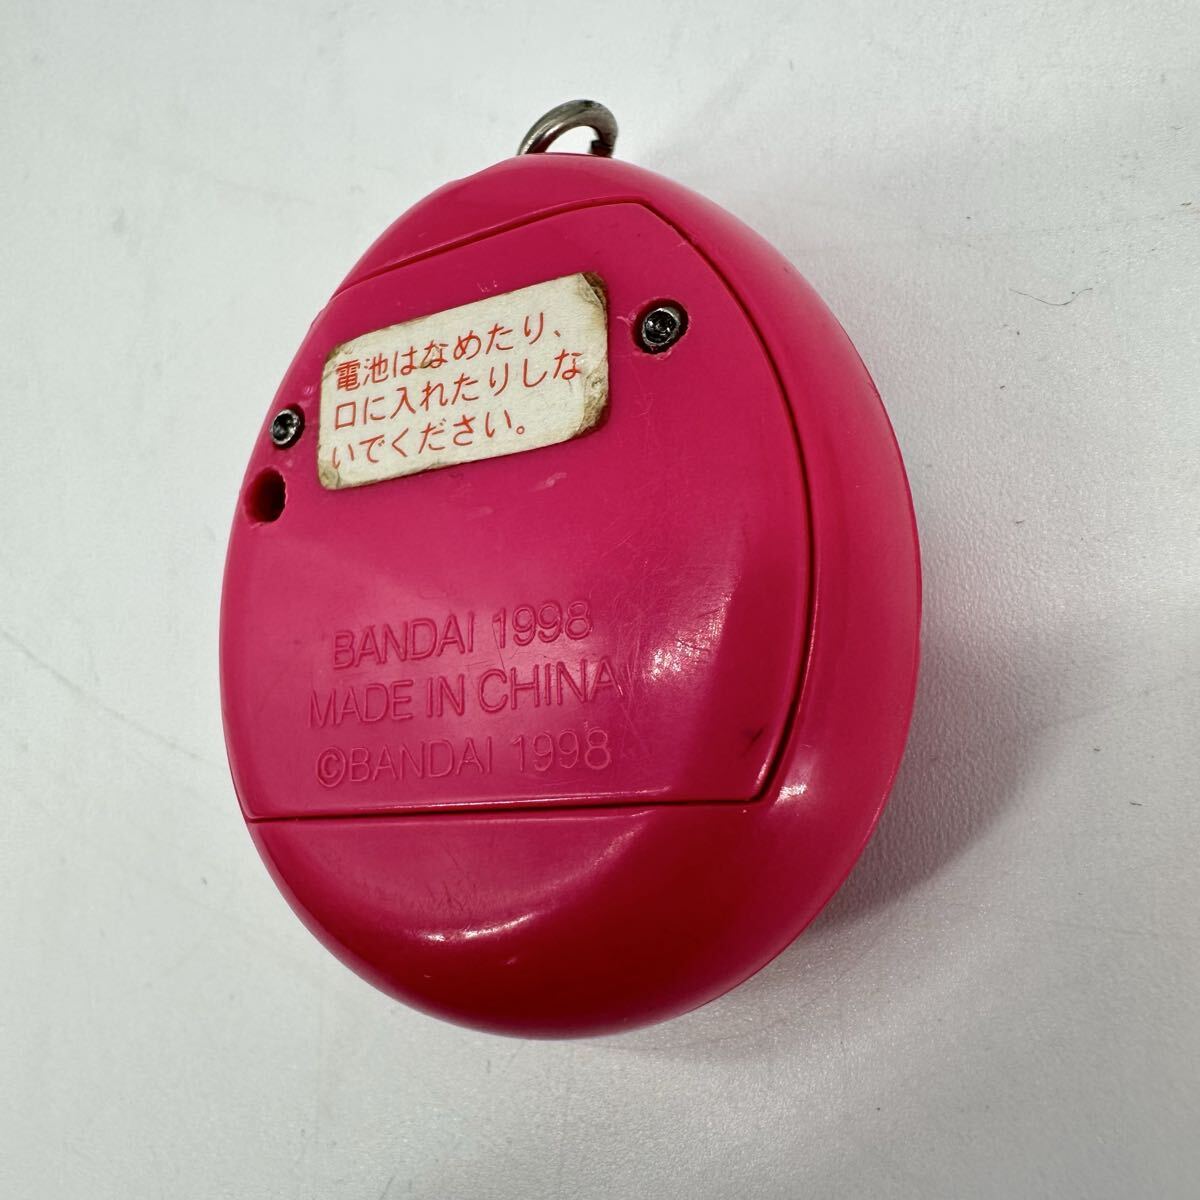 電池はなめたり、
口に入れたりしな
いでください。
BANDAI 1998
MADE IN CHINA
©BANDAI 1998